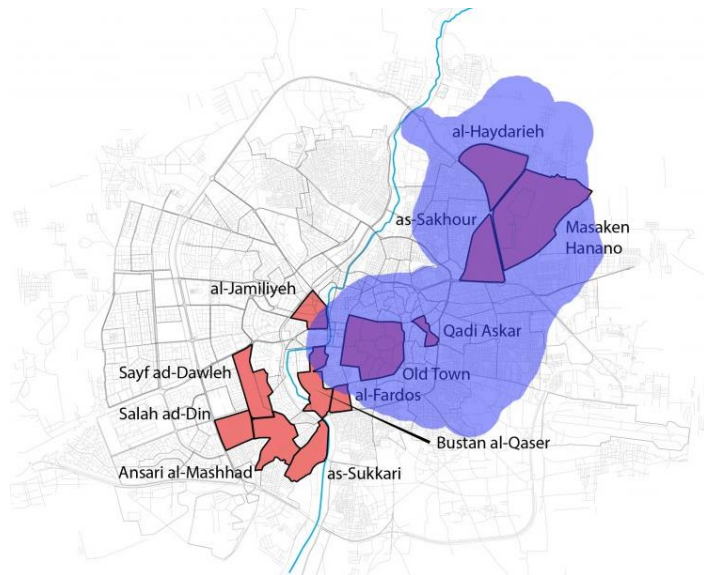 al-Haydarieh
as-Sakhour
Masaken
Hanano
al-Jamiliyeh
Qadi Askar
Sayf ad-Dawleh
Old Town
al-Fardos
Salah ad-Din
Bustan al-Qaser
Ansari al-Mashhad
as-Sukkari